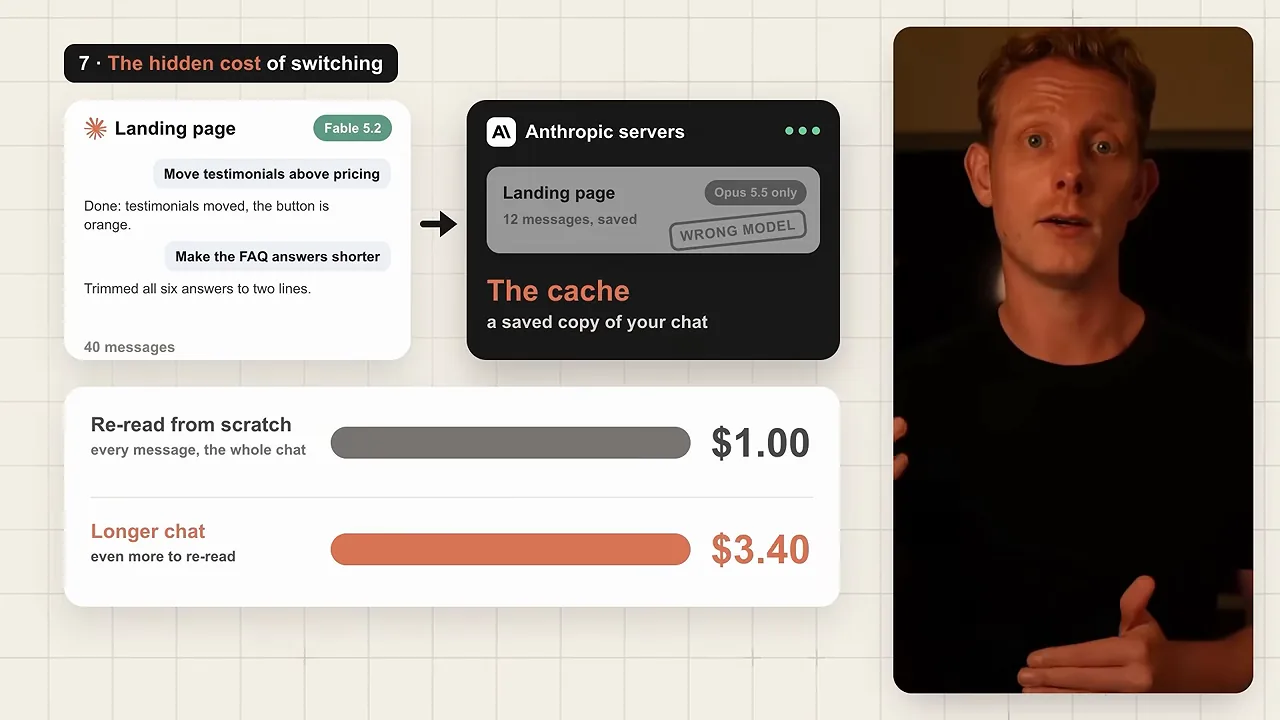 7 · The hidden cost of switching
Landing page
Fable 5.2
Move testimonials above pricing
Done: testimonials moved, the button is
orange.
Make the FAQ answers shorter
Trimmed all six answers to two lines.
40 messages
Anthropic servers
Landing page
Opus 5.5 only
12 messages, saved
WRONG MODEL
The cache
a saved copy of your chat
Re-read from scratch
every message, the whole chat
$1.00
Longer chat
even more to re-read
$3.40